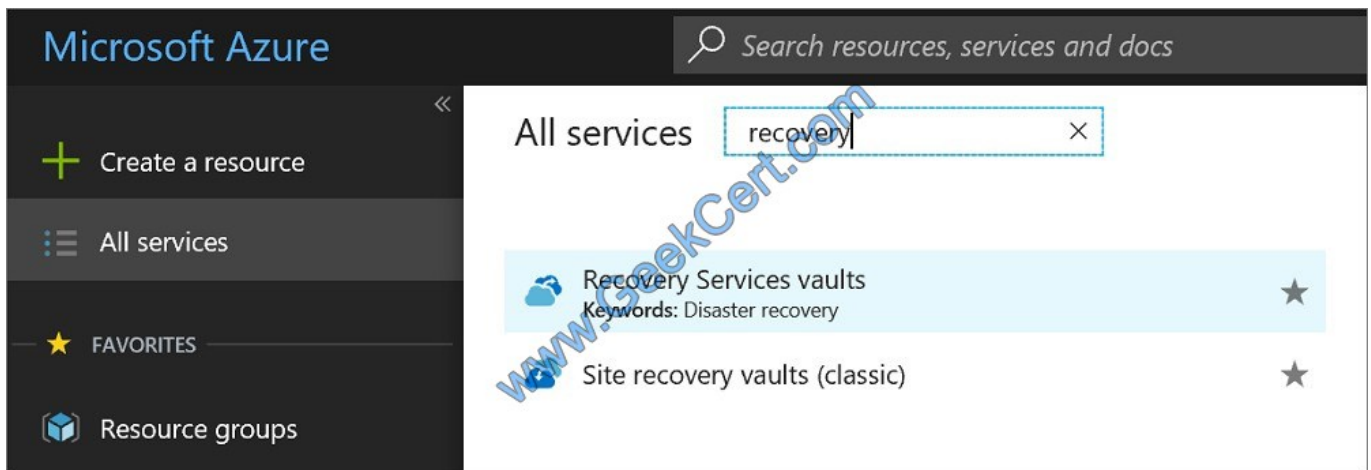 Microsoft Azure
Search resources, services and docs
«
Create a resource
All services
FAVORITES
Resource groups
All services
recovery
Recovery Services vaults
Keywords: Disaster recovery
Site recovery vaults (classic)
www.GeekCert.com